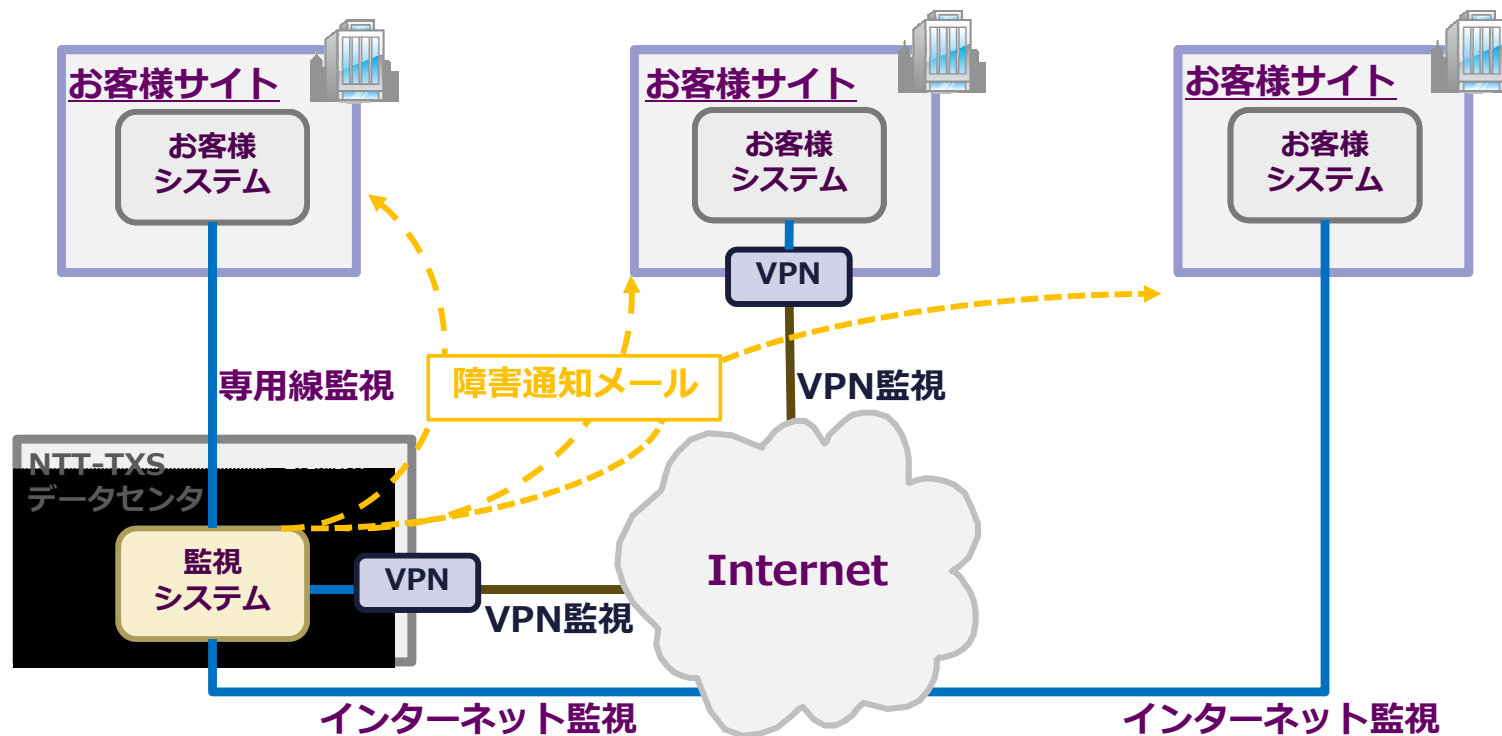 お客様サイト
お客様
システム
お客様サイト
お客様
システム
VPN
お客様サイト
お客様
システム
専用線監視
障害通知メール
VPN監視
NTT-TXS
データセンタ
監視
システム
VPN
VPN監視
Internet
インターネット監視
インターネット監視